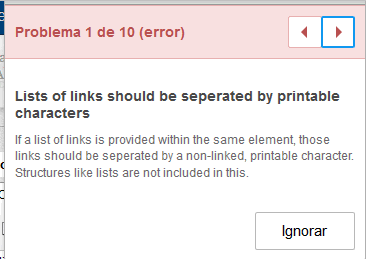 Problema 1 de 10 (error)
Lists of links should be seperated by printable
characters
If a list of links is provided within the same element, those
links should be seperated by a non-linked, printable character.
Structures like lists are not included in this.
Ignorar